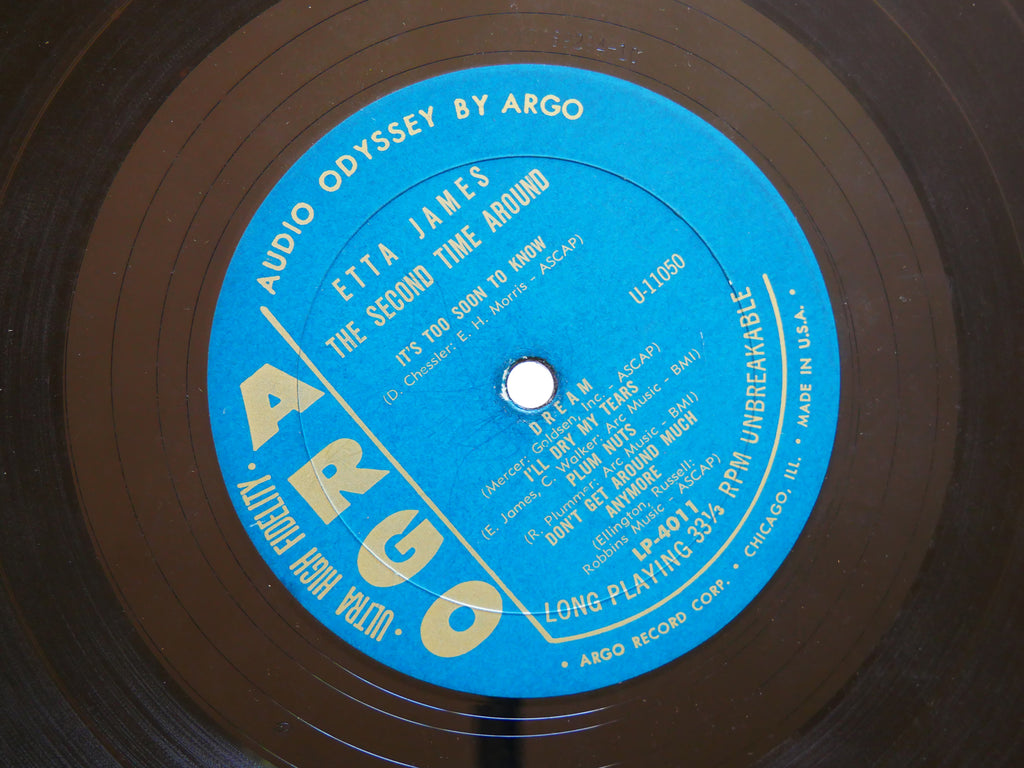 AUDIO ODYSSEY BY ARGO
ETTA JAMES
THE SECOND TIME AROUND
IT'S TOO SOON TO KNOW
(D. Chessler: E. H. Morris - ASCAP)
U-11050
DREAM
(Mercer: Goldsen, Inc. - ASCAP)
I'LL DRY MY TEARS
(E. James, C. Walker: Arc Music - BMI)
PLUM NUTS
(R. Plummer: Arc Music - BMI)
DON'T GET AROUND MUCH
ANYMORE
(Ellington, Russell:
Robbins Music ASCAP)
LP-4011
LONG PLAYING 33⅓ RPM UNBREAKABLE
ARGO
• ULTRA HIGH FIDELITY •
• ARGO RECORD CORP. • CHICAGO, ILL. • MADE IN U.S.A. •